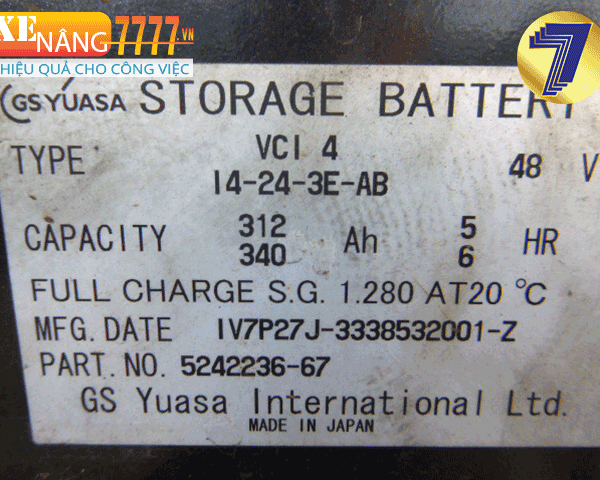 XE NÂNG7777.VN
HIỆU QUẢ CHO CÔNG VIỆC
7
GS YUASA STORAGE BATTERY
TYPE VCI 4 48 V
14-24-3E-AB
CAPACITY 312 Ah 5 HR
340 6
FULL CHARGE S.G. 1.280 AT20 °C
MFG. DATE IV7P27J-3338532001-Z
PART. NO. 5242236-67
GS Yuasa International Ltd.
MADE IN JAPAN